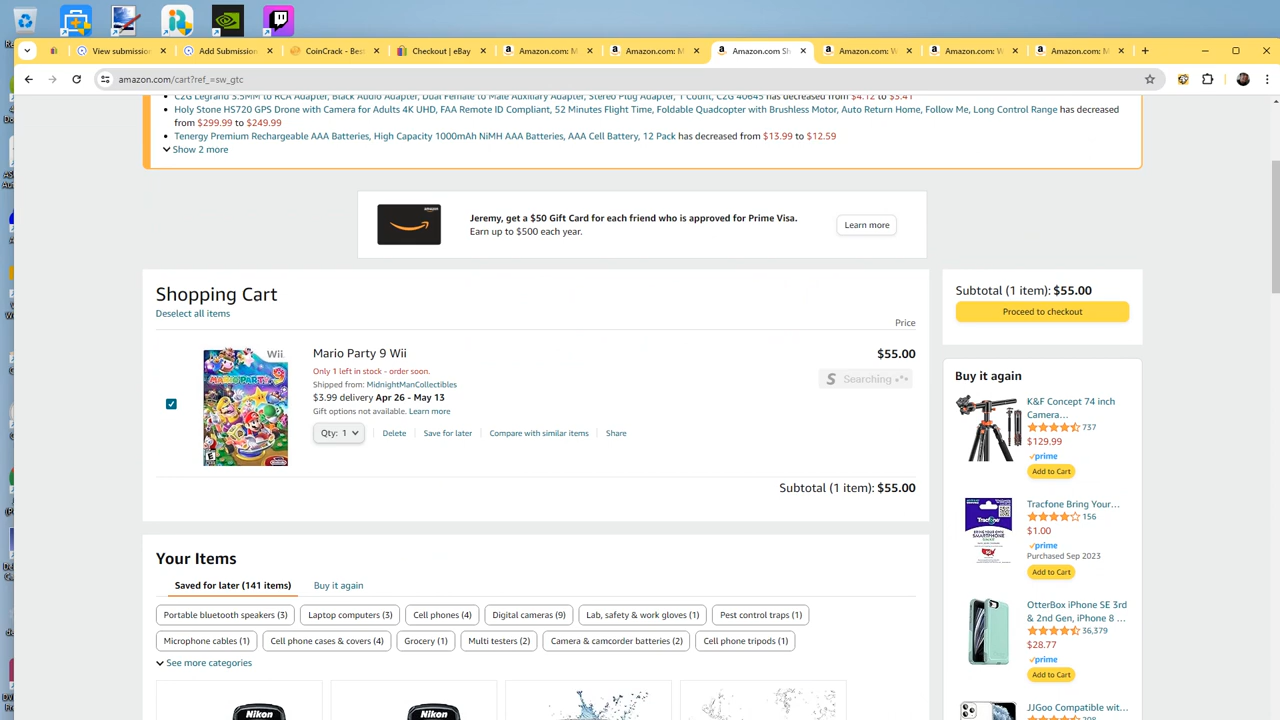 View submission
Add Submission
CoinCrack - Bes
Checkout | eBay
Amazon.com: M
Amazon.com: M
Amazon.com Sh
Amazon.com: W
Amazon.com: W
Amazon.com: M
amazon.com/cart?ref_=sw_gtc
C2G Legrand 3.5MM to RCA Adapter, Black Audio Adapter, Dual Female to Male Auxiliary Adapter, Stereo Plug Adapter, 1 Count, C2G 40645 has decreased from $4.12 to $3.41
Holy Stone HS720 GPS Drone with Camera for Adults 4K UHD, FAA Remote ID Compliant, 52 Minutes Flight Time, Foldable Quadcopter with Brushless Motor, Auto Return Home, Follow Me, Long Control Range has decreased
from $299.99 to $249.99
Tenergy Premium Rechargeable AAA Batteries, High Capacity 1000mAh NiMH AAA Batteries, AAA Cell Battery, 12 Pack has decreased from $13.99 to $12.59
Show 2 more
Jeremy, get a $50 Gift Card for each friend who is approved for Prime Visa.
Earn up to $500 each year.
Learn more
Shopping Cart
Deselect all items
Price
Mario Party 9 Wii
$55.00
Only 1 left in stock - order soon.
Shipped from: MidnightManCollectibles
$3.99 delivery Apr 26 - May 13
Gift options not available. Learn more
Qty: 1
Delete
Save for later
Compare with similar items
Share
S Searching
Wii
MARIO PARTY 9
Subtotal (1 item): $55.00
Subtotal (1 item): $55.00
Proceed to checkout
Buy it again
K&F Concept 74 inch
Camera…
737
$129.99
prime
Add to Cart
Tracfone Bring Your…
156
$1.00
prime
Purchased Sep 2023
Add to Cart
OtterBox iPhone SE 3rd
& 2nd Gen, iPhone 8 …
36,379
$28.77
prime
Add to Cart
JJGoo Compatible wit…
Your Items
Saved for later (141 items)
Buy it again
Portable bluetooth speakers (3)
Laptop computers (3)
Cell phones (4)
Digital cameras (9)
Lab, safety & work gloves (1)
Pest control traps (1)
Microphone cables (1)
Cell phone cases & covers (4)
Grocery (1)
Multi testers (2)
Camera & camcorder batteries (2)
Cell phone tripods (1)
See more categories
Nikon
Nikon